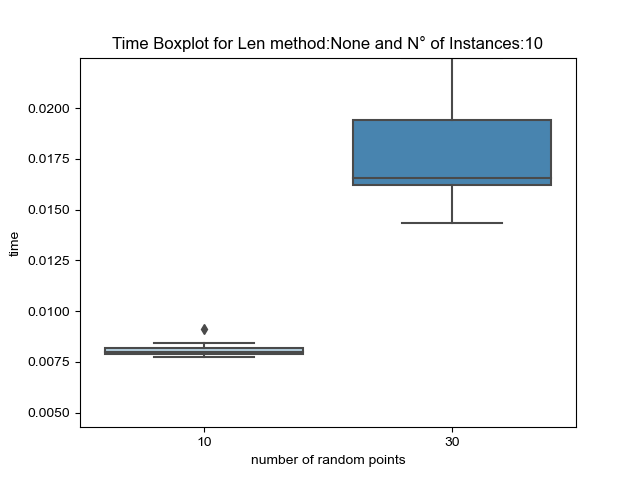 Time Boxplot for Len method:None and N° of Instances:10
0.0200
0.0175
0.0150
0.0125
0.0100
0.0075
0.0050
time
10 30
number of random points